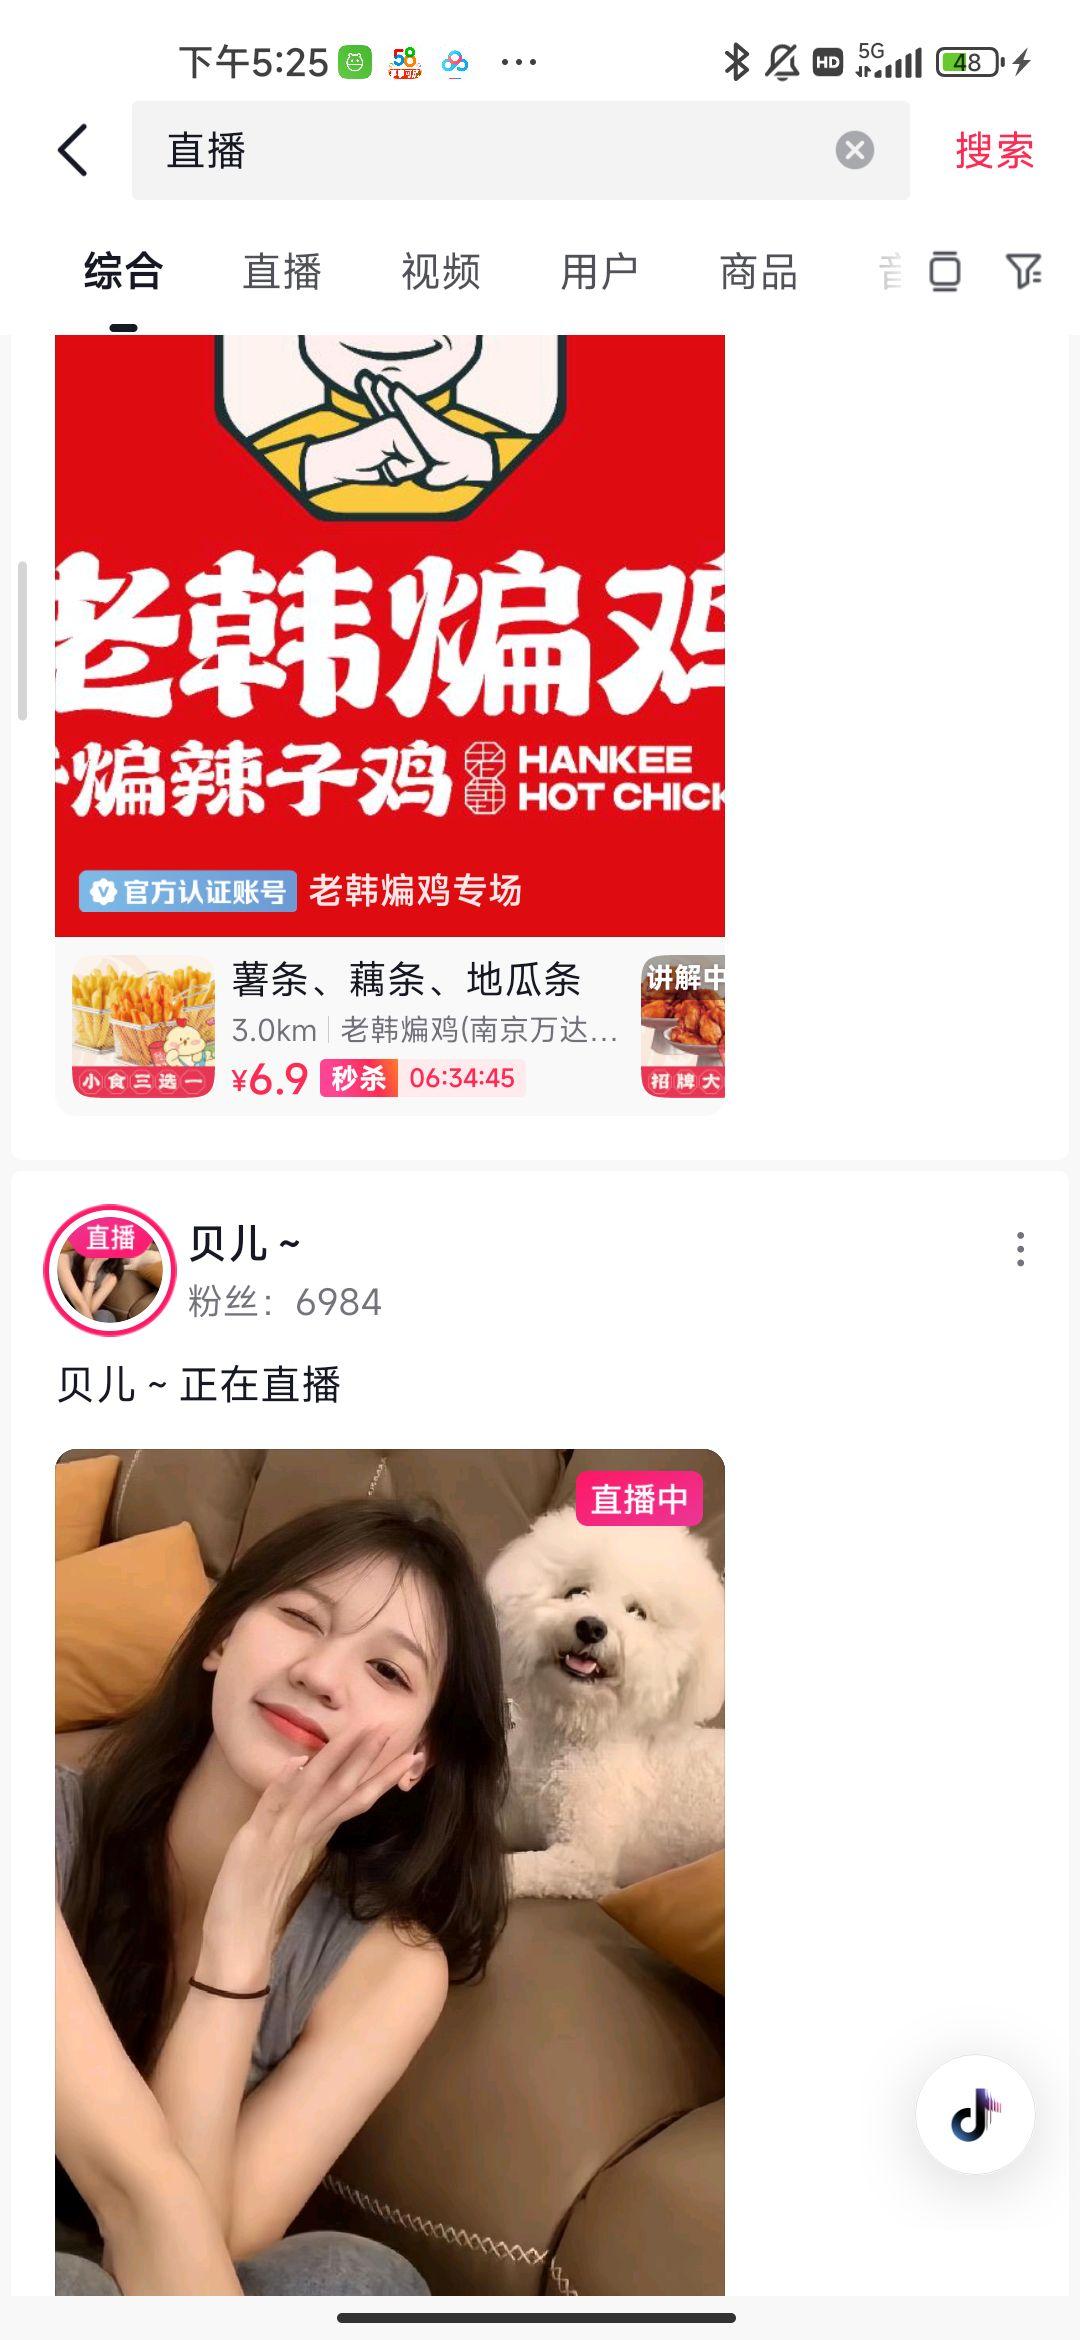 下午5:25
58
HD
5G
48
直播
搜索
综合 直播 视频 用户 商品
老韩煸鸡
煸辣子鸡 老韩 HANKEE
HOT CHICK
官方认证账号 老韩煸鸡专场
薯条、藕条、地瓜条
3.0km 老韩煸鸡(南京万达...
¥6.9 秒杀 06:34:45
小食三选一
讲解中
招牌大
直播
贝儿 ~
粉丝：6984
贝儿 ~ 正在直播
直播中